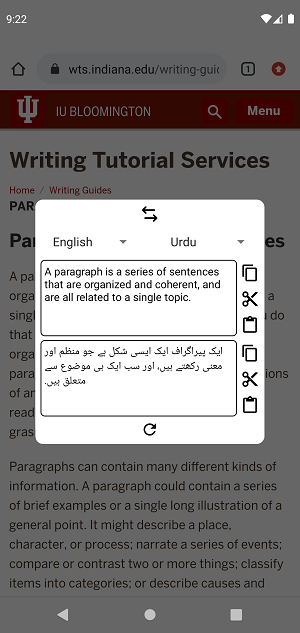 9:22
wts.indiana.edu/writing-guid
1
IU BLOOMINGTON
Menu
Writing Tutorial Services
Home / Writing Guides
PAR
Par
es
English
Urdu
A paragraph is a series of sentences
that are organized and coherent, and
are all related to a single topic.
ایک پیراگراف ایک ایسی شکل ہے جو منظم اور
معنی رکھتے ہیں، اور سب ایک ہی موضوع سے
متعلق ہیں.
A pa
orga
a
sing
do
that
orga
para
ions
of an
read
gras
Paragraphs can contain many different kinds of
information. A paragraph could contain a series
of brief examples or a single long illustration of a
general point. It might describe a place,
character, or process; narrate a series of events;
compare or contrast two or more things; classify
items into categories; or describe causes and